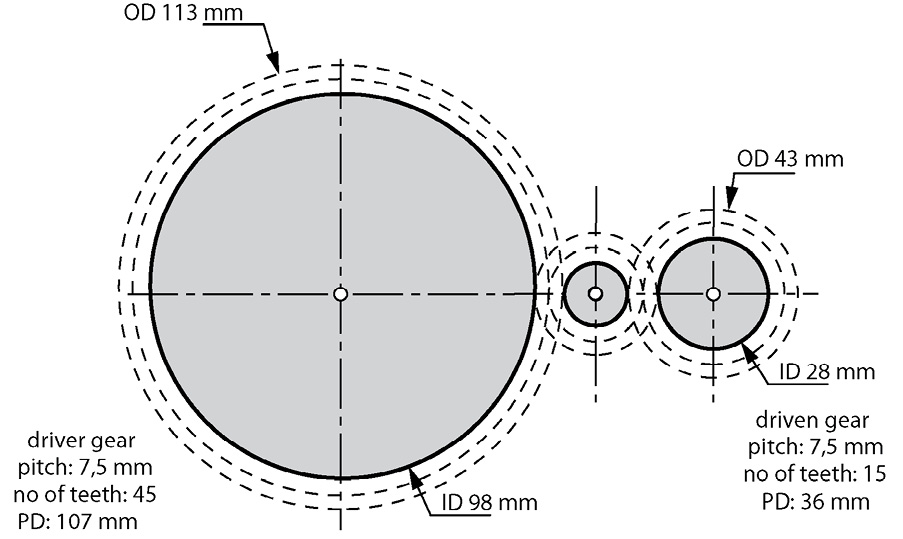 OD 113 mm
OD 43 mm
ID 28 mm
driven gear
pitch: 7,5 mm
no of teeth: 15
PD: 36 mm
driver gear
pitch: 7,5 mm
no of teeth: 45
PD: 107 mm
ID 98 mm